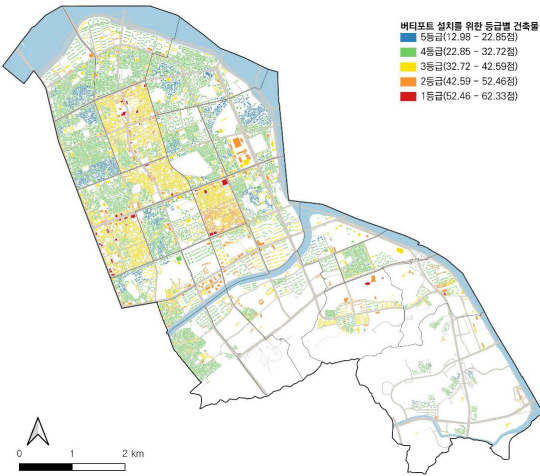 버티포트 설치를 위한 등급별 건축물
5등급(12.98 - 22.85점)
4등급(22.85 - 32.72점)
3등급(32.72 - 42.59점)
2등급(42.59 - 52.46점)
1등급(52.46 - 62.33점)
0 1 2 km